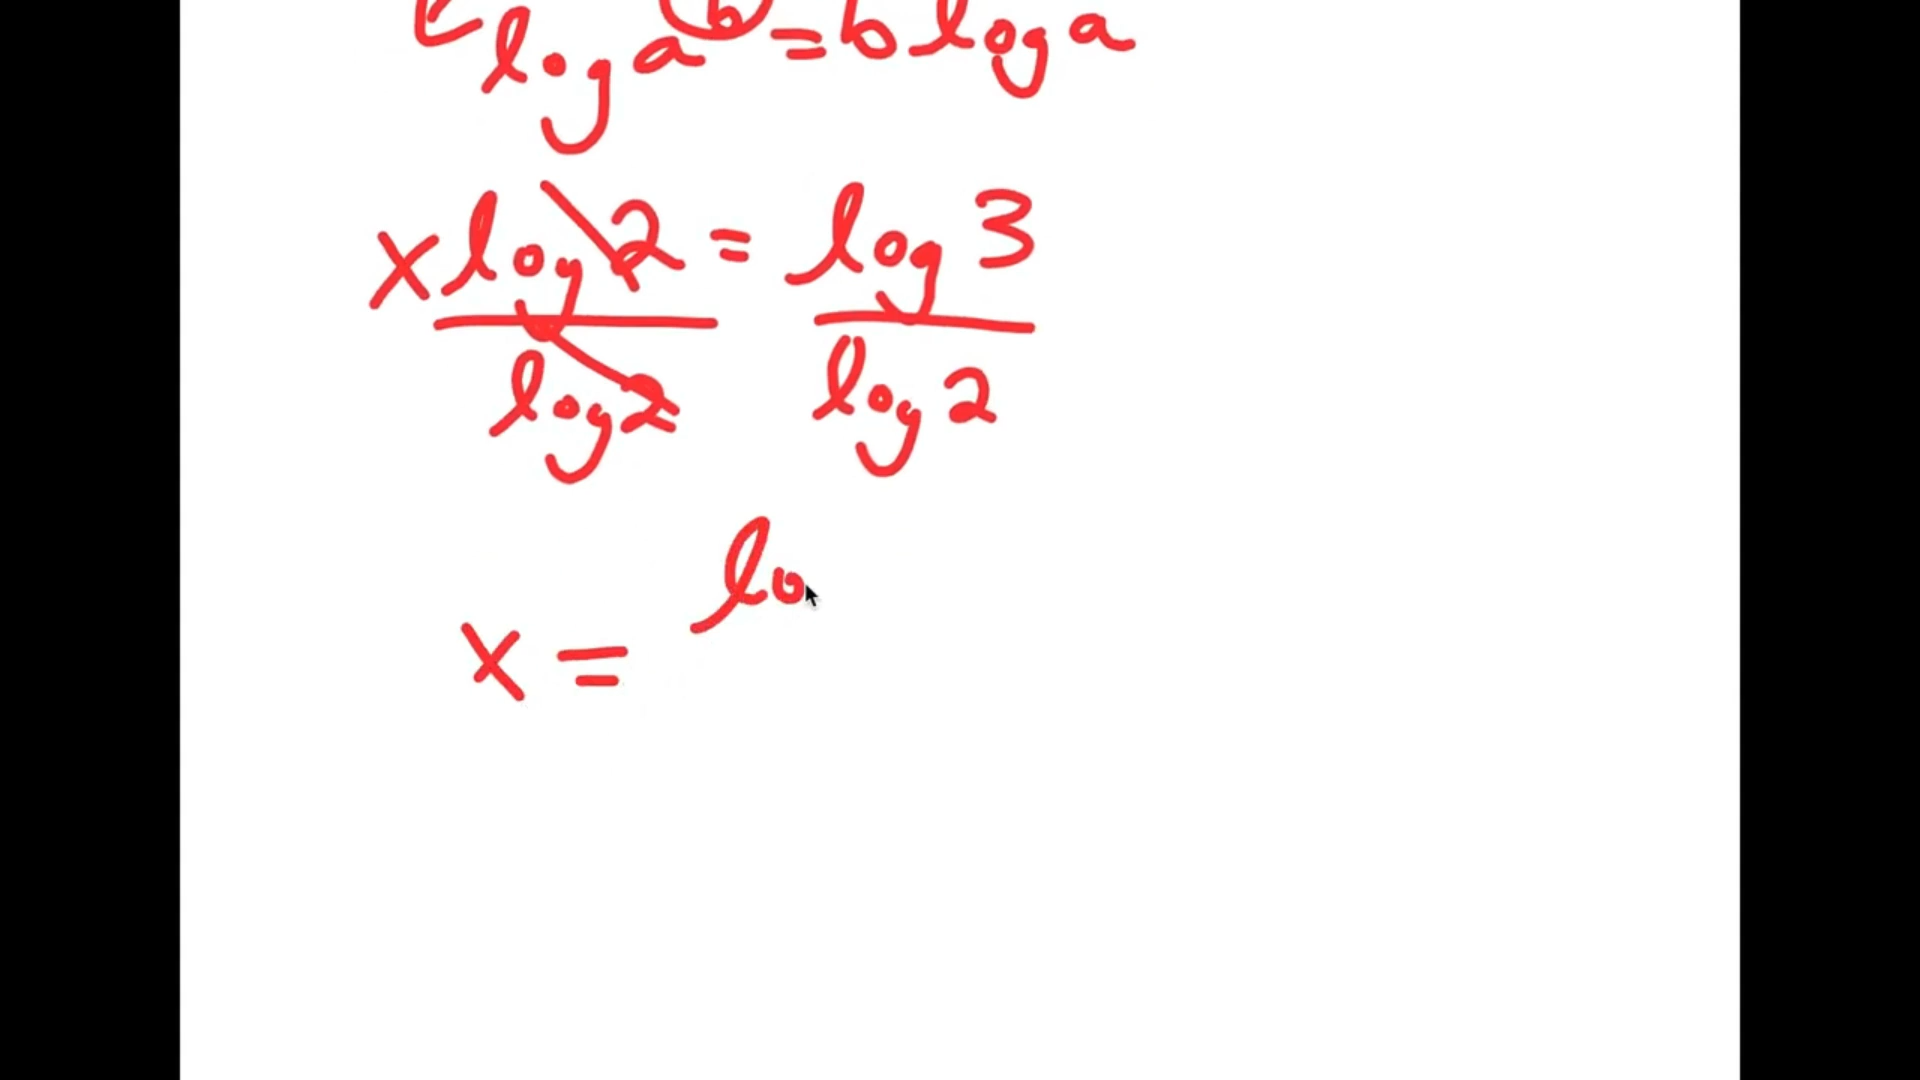 log a^b = b log a
x log 2 = log 3
log 2 log 2
x = lo